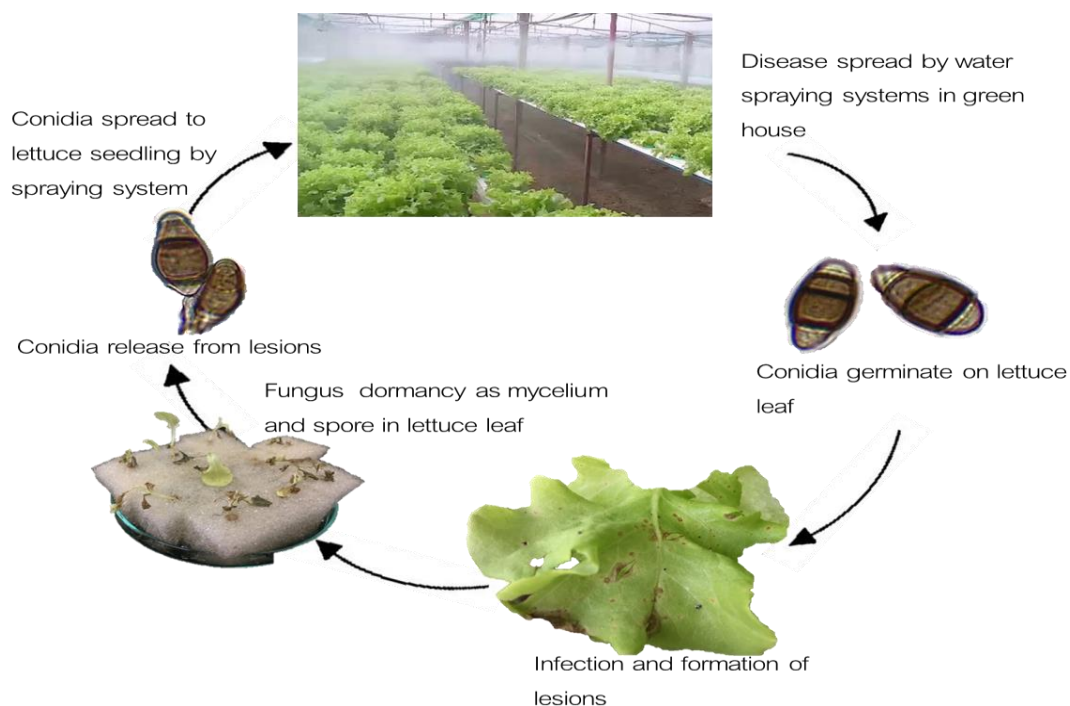 Disease spread by water
spraying systems in green
house
Conidia spread to
lettuce seedling by
spraying system
Conidia release from lesions
Conidia germinate on lettuce
leaf
Fungus dormancy as mycelium
and spore in lettuce leaf
Infection and formation of
lesions